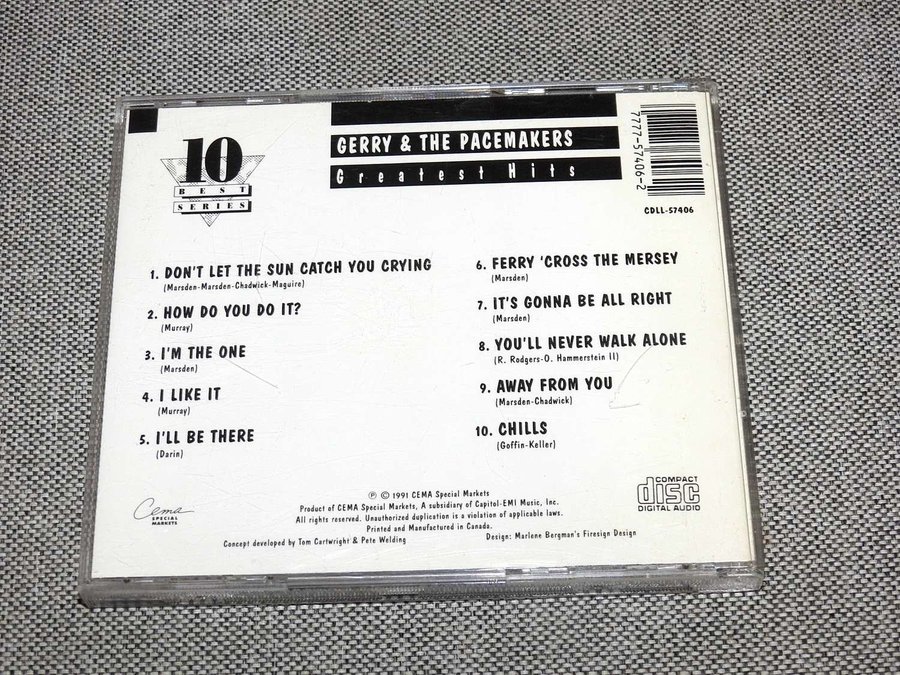 10
BEST
SERIES
GERRY & THE PACEMAKERS
Greatest Hits
7777-57406-2
CDLL-57406
1. DON'T LET THE SUN CATCH YOU CRYING
(Marsden-Marsden-Chadwick-Maguire)
2. HOW DO YOU DO IT?
(Murray)
3. I'M THE ONE
(Marsden)
4. I LIKE IT
(Murray)
5. I'LL BE THERE
(Darin)
6. FERRY 'CROSS THE MERSEY
(Marsden)
7. IT'S GONNA BE ALL RIGHT
(Marsden)
8. YOU'LL NEVER WALK ALONE
(R. Rodgers-O. Hammerstein II)
9. AWAY FROM YOU
(Marsden-Chadwick)
10. CHILLS
(Goffin-Keller)
Cema
SPECIAL
MARKETS
℗ © 1991 CEMA Special Markets
Product of CEMA Special Markets, A subsidiary of Capitol-EMI Music, Inc.
All rights reserved. Unauthorized duplication is a violation of applicable laws.
Printed and Manufactured in Canada.
Concept developed by Tom Cartwright & Pete Welding
Design: Marlene Bergman's Firesign Design
COMPACT
disc
DIGITAL AUDIO